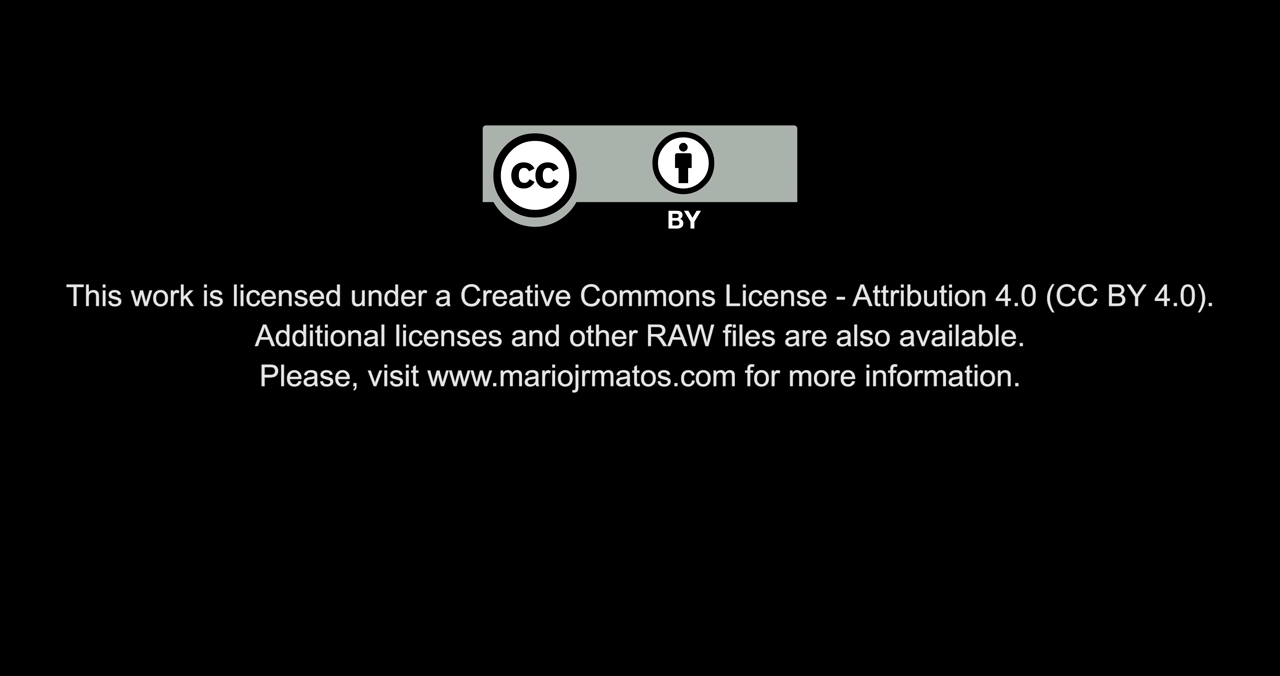 CC
BY
This work is licensed under a Creative Commons License - Attribution 4.0 (CC BY 4.0).
Additional licenses and other RAW files are also available.
Please, visit www.mariojrmatos.com for more information.